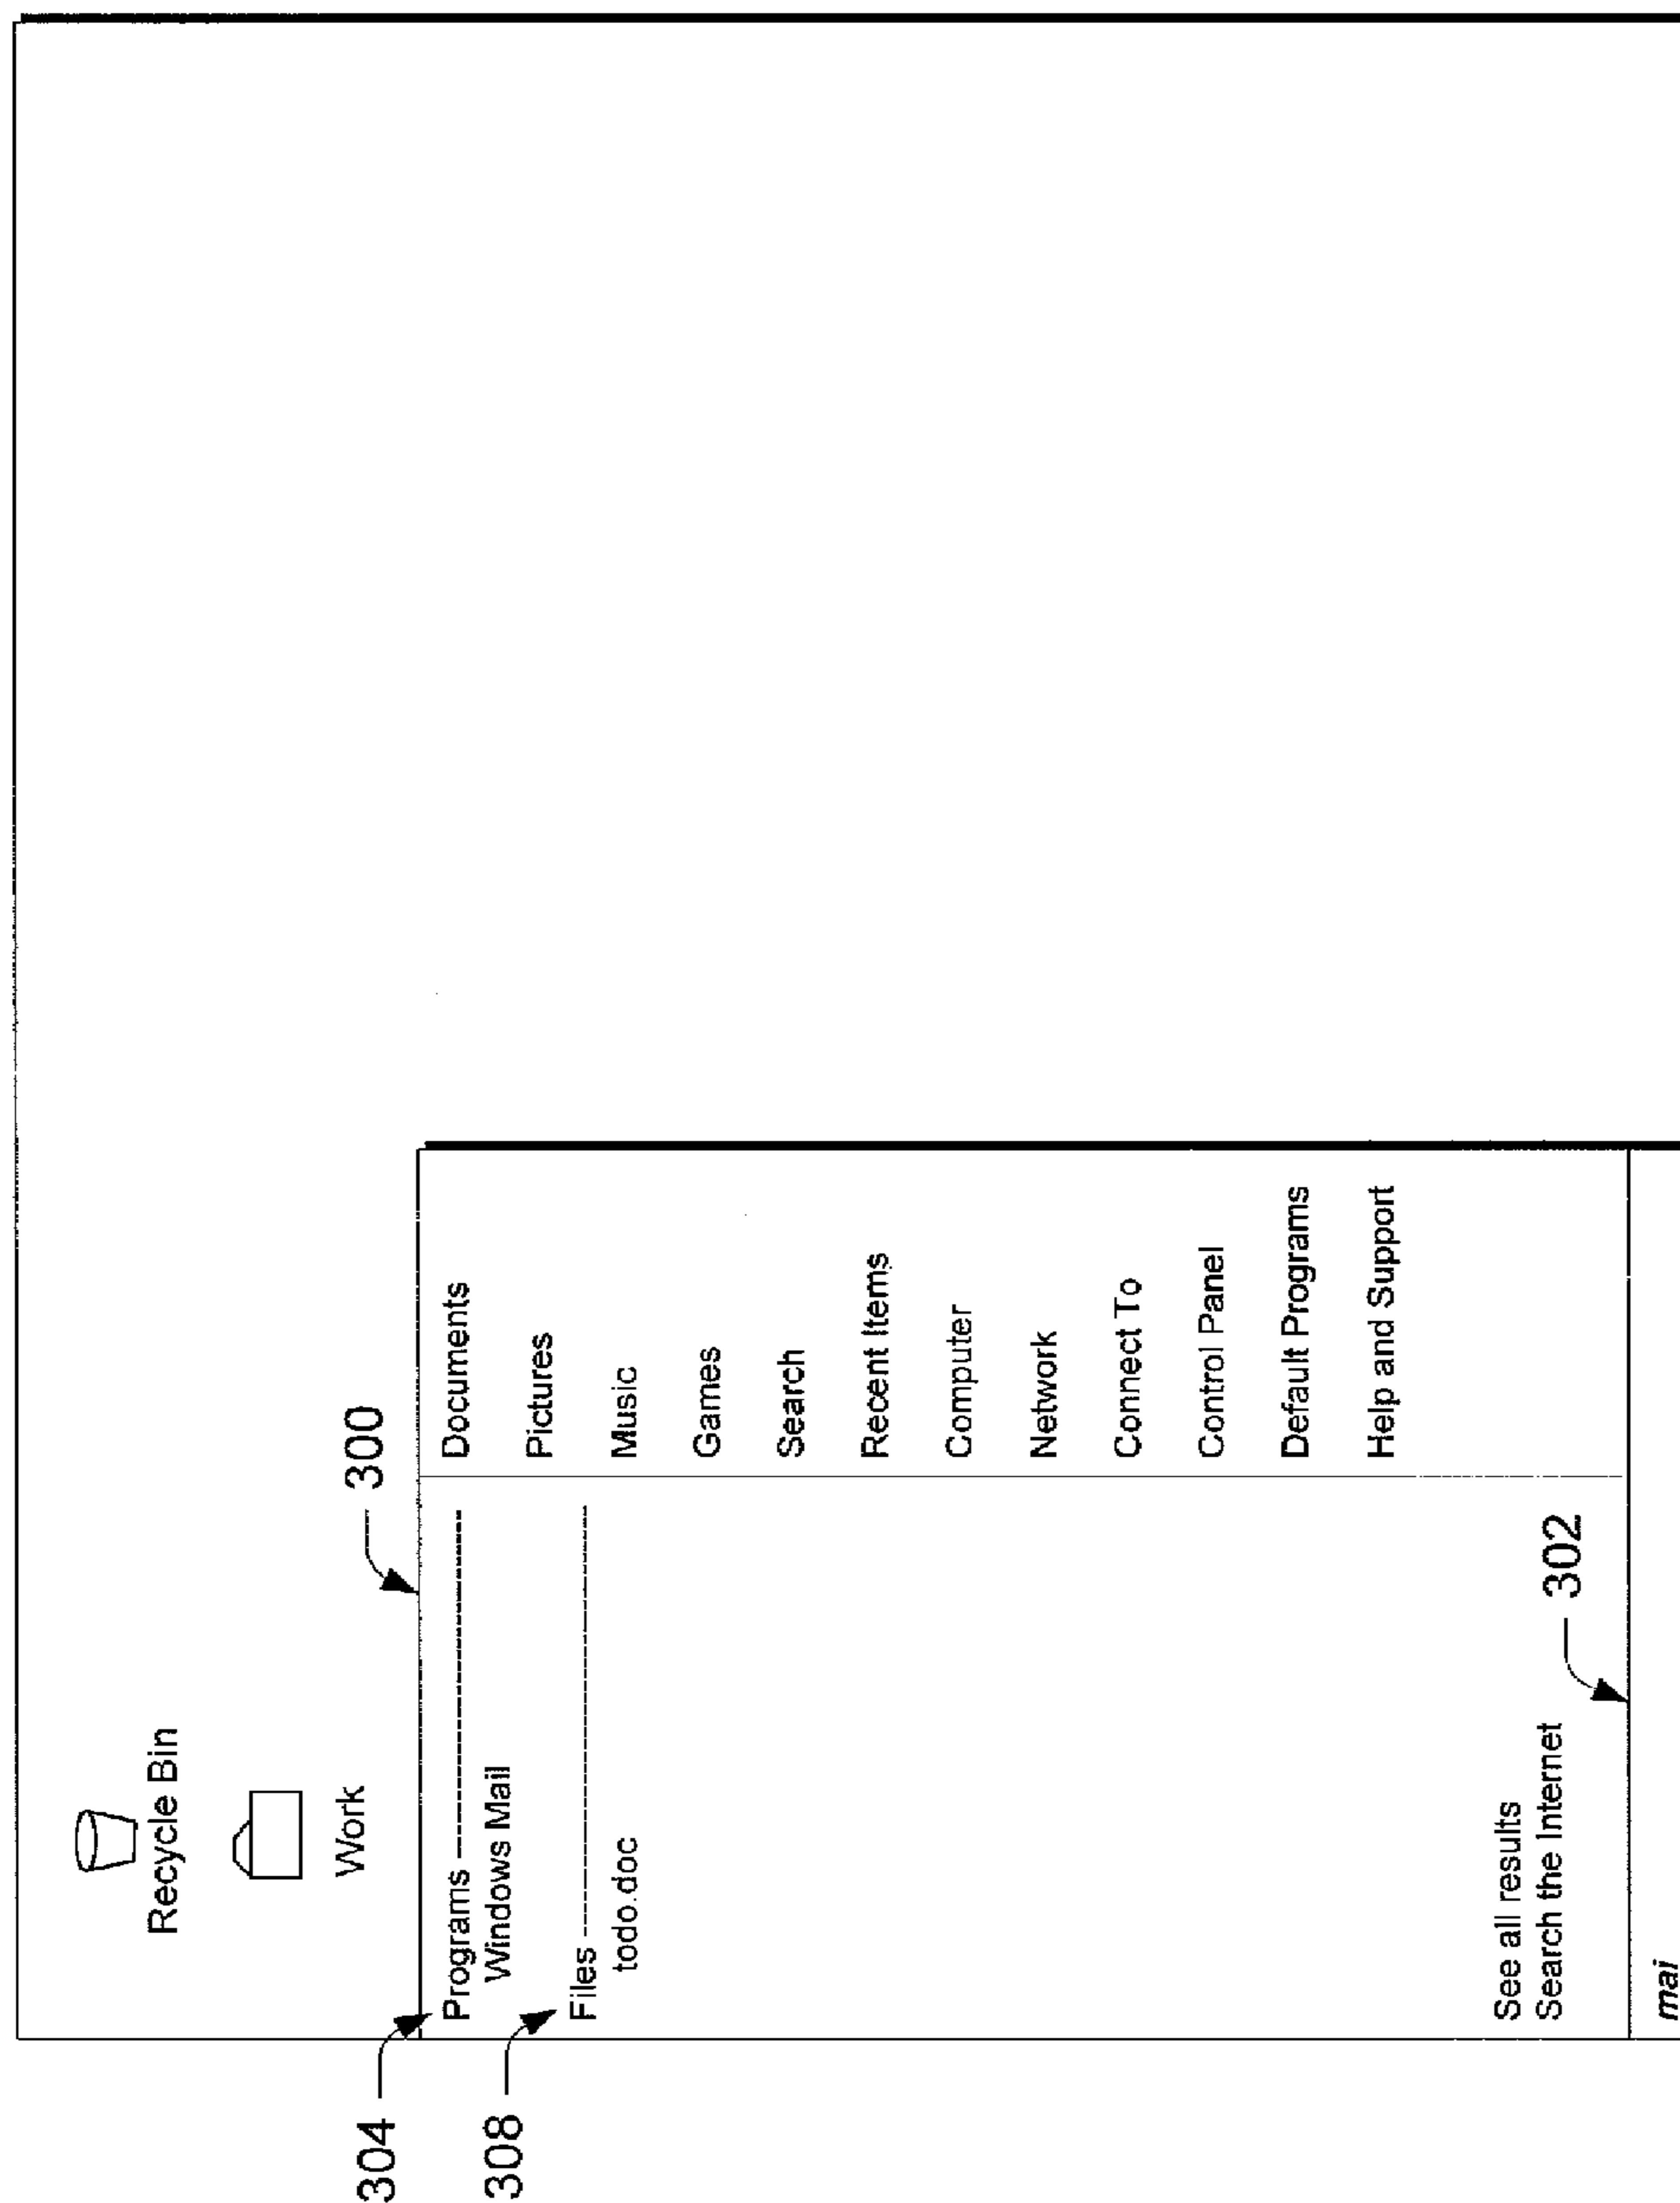 Recycle Bin
Work
300
304
Programs
Windows Mail
308
Files
todo.doc
See all results
Search the Internet
302
mai
Documents
Pictures
Music
Games
Search
Recent Items
Computer
Network
Connect To
Control Panel
Default Programs
Help and Support